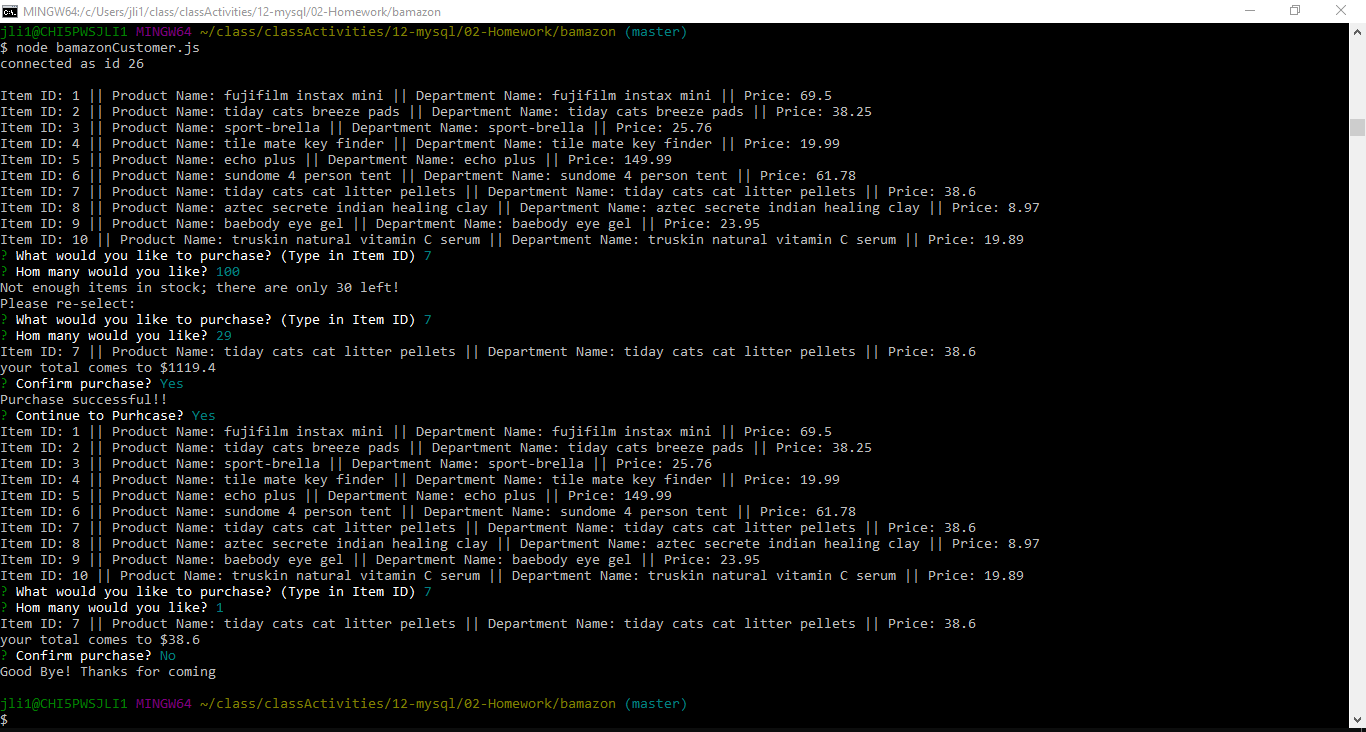 MINGW64:/c/Users/jli1/class/classActivities/12-mysql/02-Homework/bamazon
jli1@CHI5PWSJLI1 MINGW64 ~/class/classActivities/12-mysql/02-Homework/bamazon (master)
$ node bamazonCustomer.js
connected as id 26
Item ID: 1 || Product Name: fujifilm instax mini || Department Name: fujifilm instax mini || Price: 69.5
Item ID: 2 || Product Name: tiday cats breeze pads || Department Name: tiday cats breeze pads || Price: 38.25
Item ID: 3 || Product Name: sport-brella || Department Name: sport-brella || Price: 25.76
Item ID: 4 || Product Name: tile mate key finder || Department Name: tile mate key finder || Price: 19.99
Item ID: 5 || Product Name: echo plus || Department Name: echo plus || Price: 149.99
Item ID: 6 || Product Name: sundome 4 person tent || Department Name: sundome 4 person tent || Price: 61.78
Item ID: 7 || Product Name: tiday cats cat litter pellets || Department Name: tiday cats cat litter pellets || Price: 38.6
Item ID: 8 || Product Name: aztec secrete indian healing clay || Department Name: aztec secrete indian healing clay || Price: 8.97
Item ID: 9 || Product Name: baebody eye gel || Department Name: baebody eye gel || Price: 23.95
Item ID: 10 || Product Name: truskin natural vitamin C serum || Department Name: truskin natural vitamin C serum || Price: 19.89
? What would you like to purchase? (Type in Item ID) 7
? How many would you like? 100
Not enough items in stock; there are only 30 left!
Please re-select:
? What would you like to purchase? (Type in Item ID) 7
? How many would you like? 29
Item ID: 7 || Product Name: tiday cats cat litter pellets || Department Name: tiday cats cat litter pellets || Price: 38.6
your total comes to $1119.4
? Confirm purchase? Yes
Purchase successful!!
? Continue to Purhcase? Yes
Item ID: 1 || Product Name: fujifilm instax mini || Department Name: fujifilm instax mini || Price: 69.5
Item ID: 2 || Product Name: tiday cats breeze pads || Department Name: tiday cats breeze pads || Price: 38.25
Item ID: 3 || Product Name: sport-brella || Department Name: sport-brella || Price: 25.76
Item ID: 4 || Product Name: tile mate key finder || Department Name: tile mate key finder || Price: 19.99
Item ID: 5 || Product Name: echo plus || Department Name: echo plus || Price: 149.99
Item ID: 6 || Product Name: sundome 4 person tent || Department Name: sundome 4 person tent || Price: 61.78
Item ID: 7 || Product Name: tiday cats cat litter pellets || Department Name: tiday cats cat litter pellets || Price: 38.6
Item ID: 8 || Product Name: aztec secrete indian healing clay || Department Name: aztec secrete indian healing clay || Price: 8.97
Item ID: 9 || Product Name: baebody eye gel || Department Name: baebody eye gel || Price: 23.95
Item ID: 10 || Product Name: truskin natural vitamin C serum || Department Name: truskin natural vitamin C serum || Price: 19.89
? What would you like to purchase? (Type in Item ID) 7
? How many would you like? 1
Item ID: 7 || Product Name: tiday cats cat litter pellets || Department Name: tiday cats cat litter pellets || Price: 38.6
your total comes to $38.6
? Confirm purchase? No
Good Bye! Thanks for coming
jli1@CHI5PWSJLI1 MINGW64 ~/class/classActivities/12-mysql/02-Homework/bamazon (master)
$